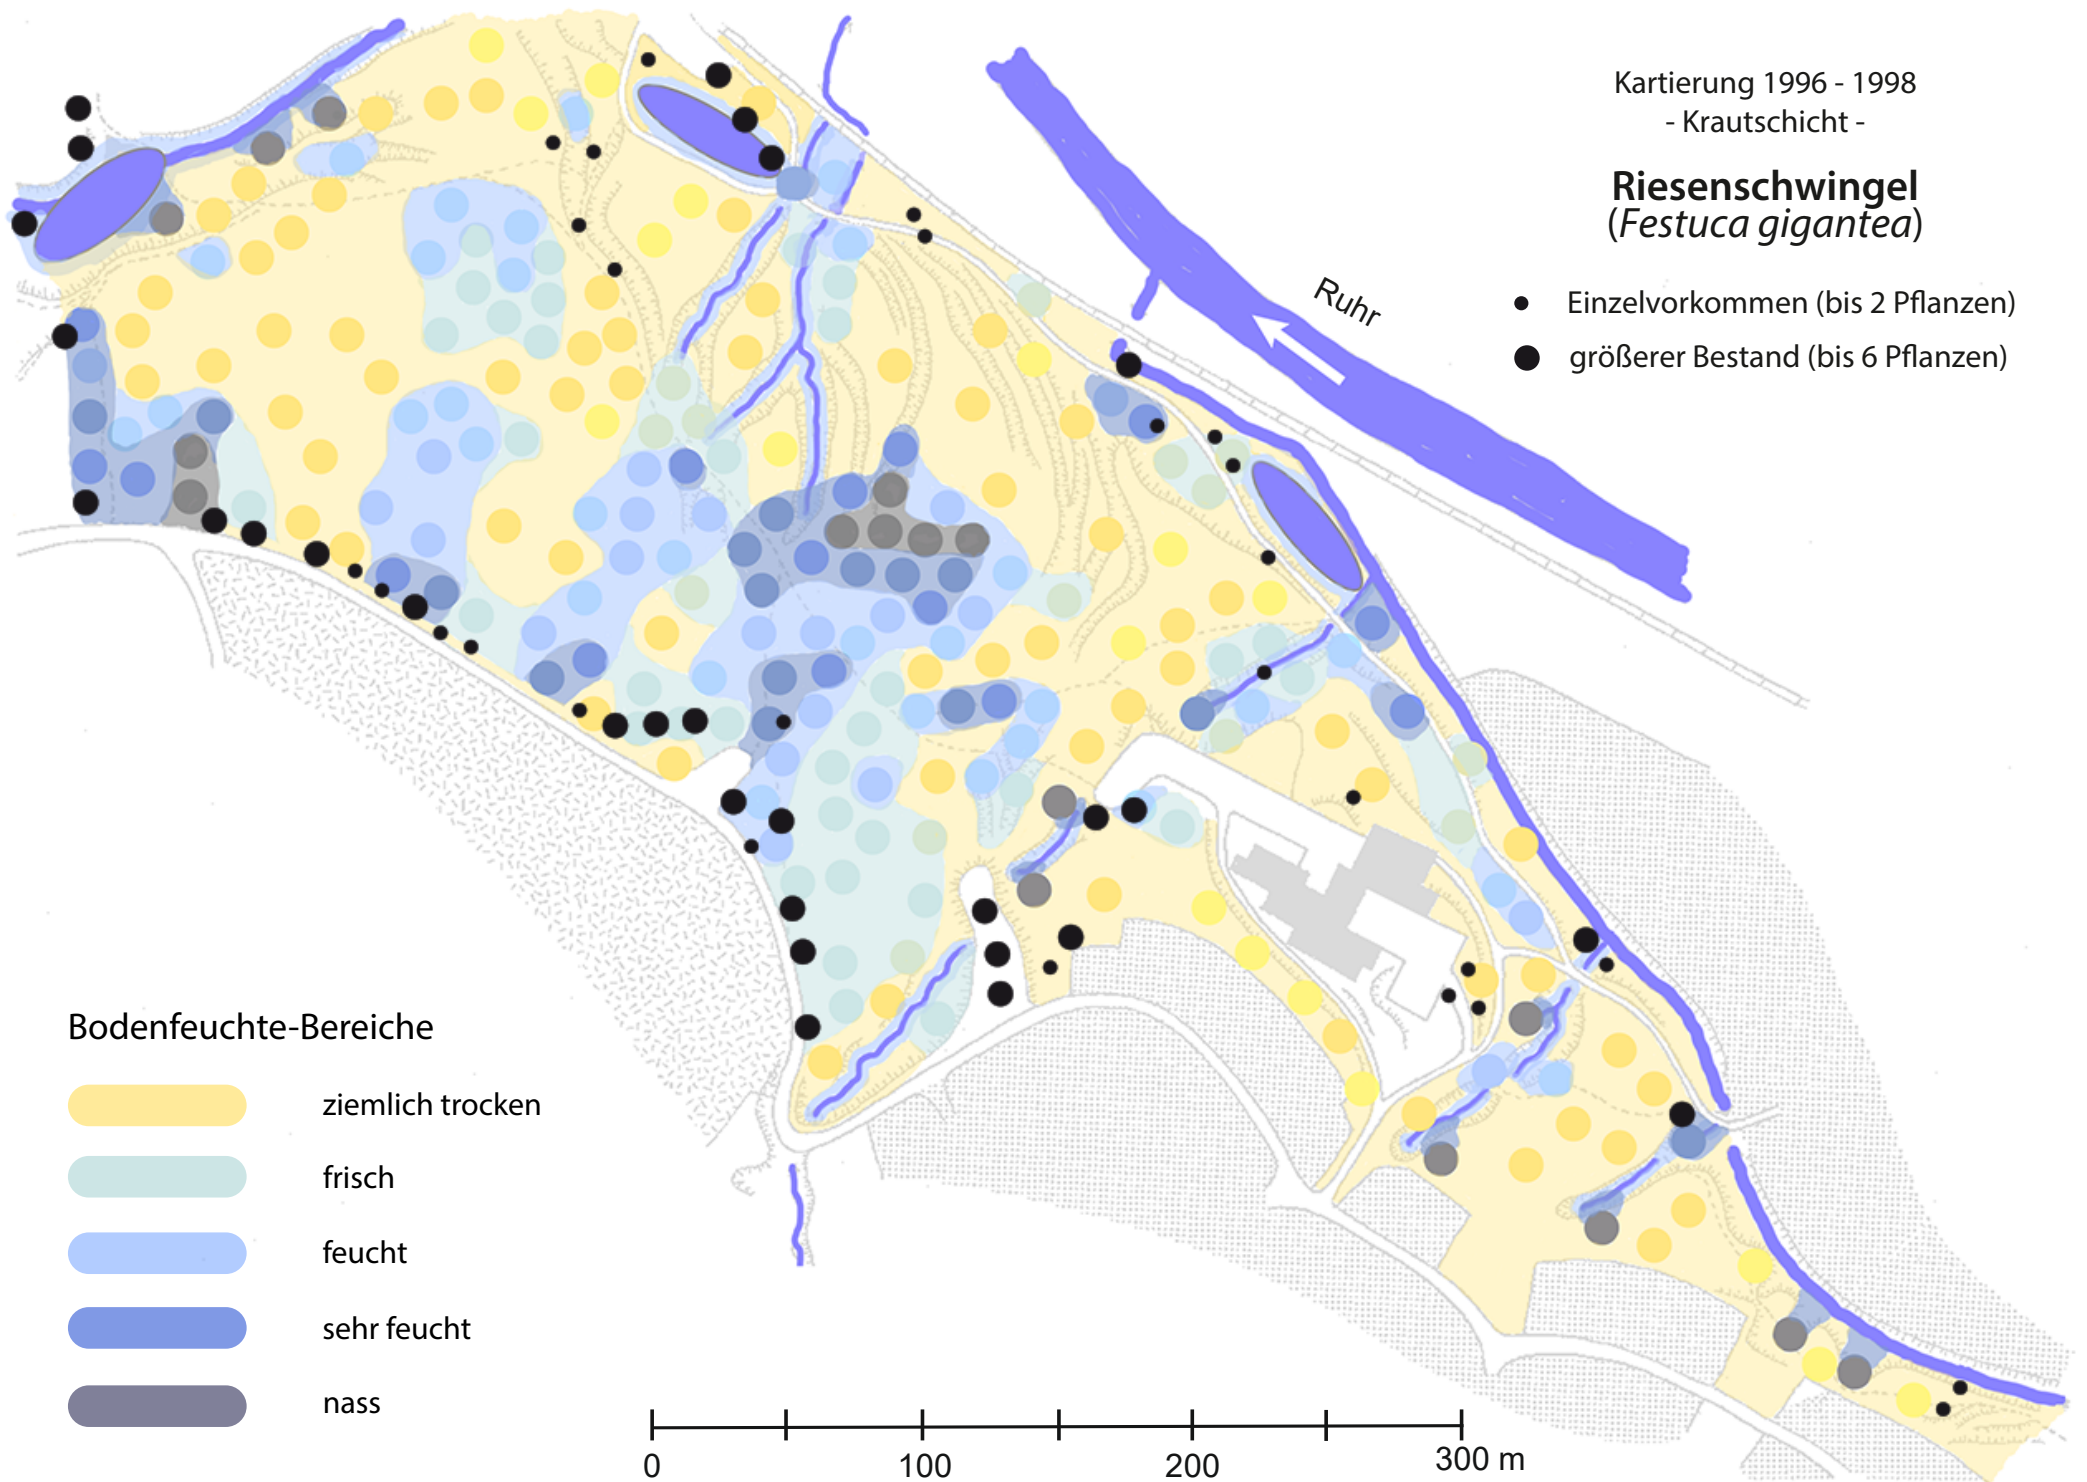 Kartierung 1996 - 1998
- Krautschicht -
Riesenschwingel
(Festuca gigantea)
Einzelvorkommen (bis 2 Pflanzen)
größerer Bestand (bis 6 Pflanzen)
Ruhr
Bodenfeuchte-Bereiche
ziemlich trocken
frisch
feucht
sehr feucht
nass
0 100 200 300 m